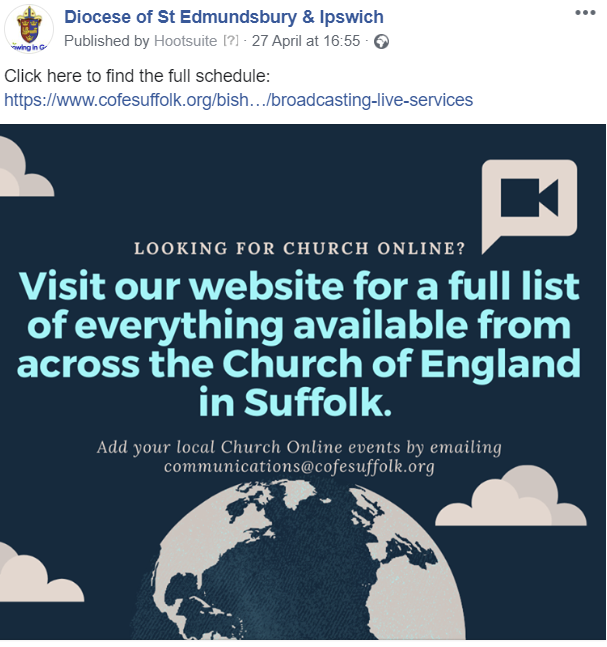 Diocese of St Edmundsbury & Ipswich
Published by Hootsuite [?] · 27 April at 16:55 ·
Click here to find the full schedule:
https://www.cofesuffolk.org/bish…/broadcasting-live-services
LOOKING FOR CHURCH ONLINE?
Visit our website for a full list
of everything available from
across the Church of England
in Suffolk.
Add your local Church Online events by emailing
communications@cofesuffolk.org